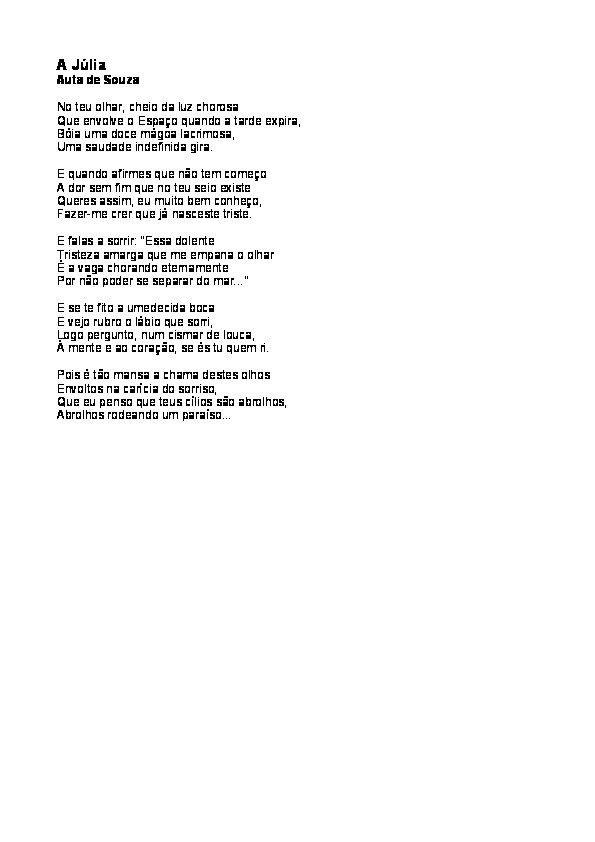 A Júlia
Auta de Souza

No teu olhar, cheio da luz chorosa
Que envolve o Espaço quando a tarde expira,
Bóia uma doce mágoa lacrimosa,
Uma saudade indefinida gira.

E quando afirmes que não tem começo
A dor sem fim que no teu seio existe
Queres assim, eu muito bem conheço,
Fazer-me crer que já nasceste triste.

E falas a sorrir: "Essa dolente
Tristeza amarga que me empana o olhar
É a vaga chorando eternamente
Por não poder se separar do mar..."

E se te fito a umedecida boca
E vejo rubro o lábio que sorri,
Logo pergunto, num cismar de louca,
À mente e ao coração, se és tu quem ri.

Pois é tão mansa a chama destes olhos
Envoltos na carícia do sorriso,
Que eu penso que teus cílios são abrolhos,
Abrolhos rodeando um paraíso...